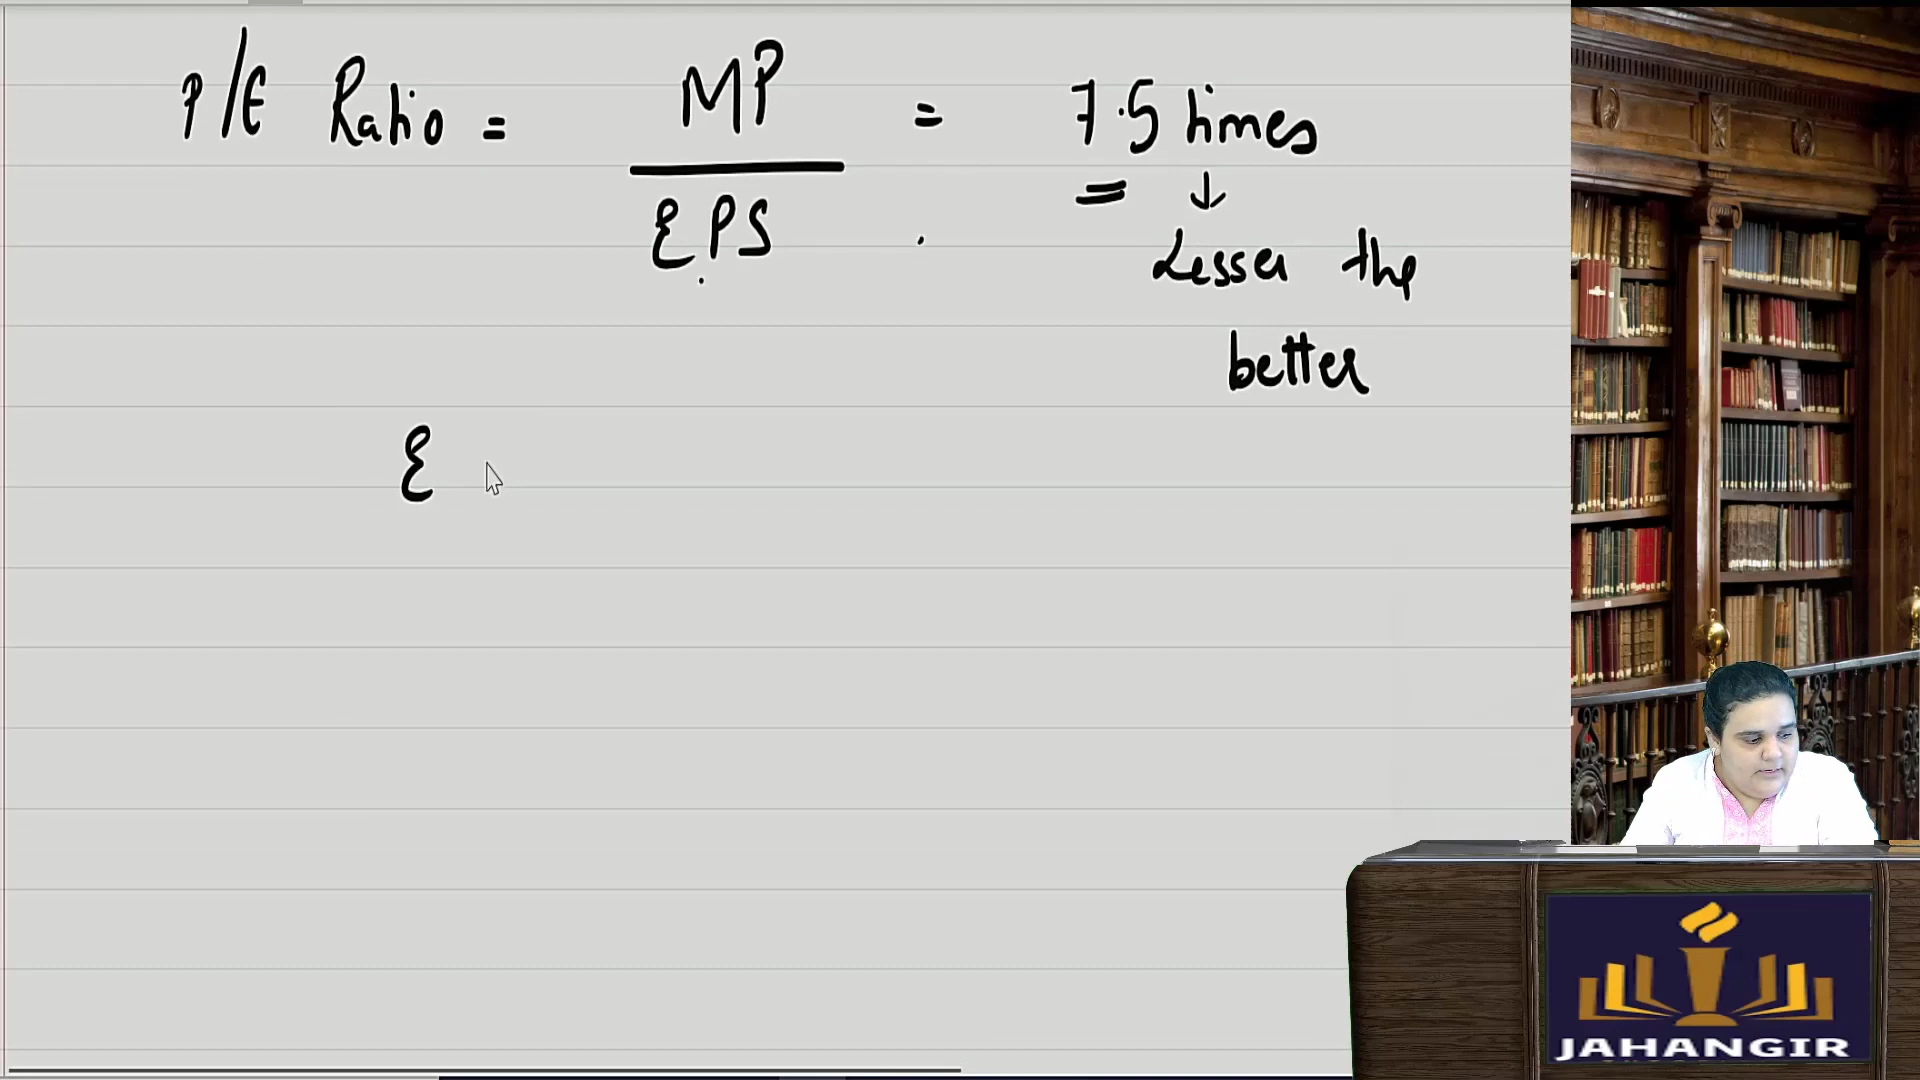 P/E Ratio = MP = 7.5 times
EPS .
Lesser the
better
E
JAHANGIR